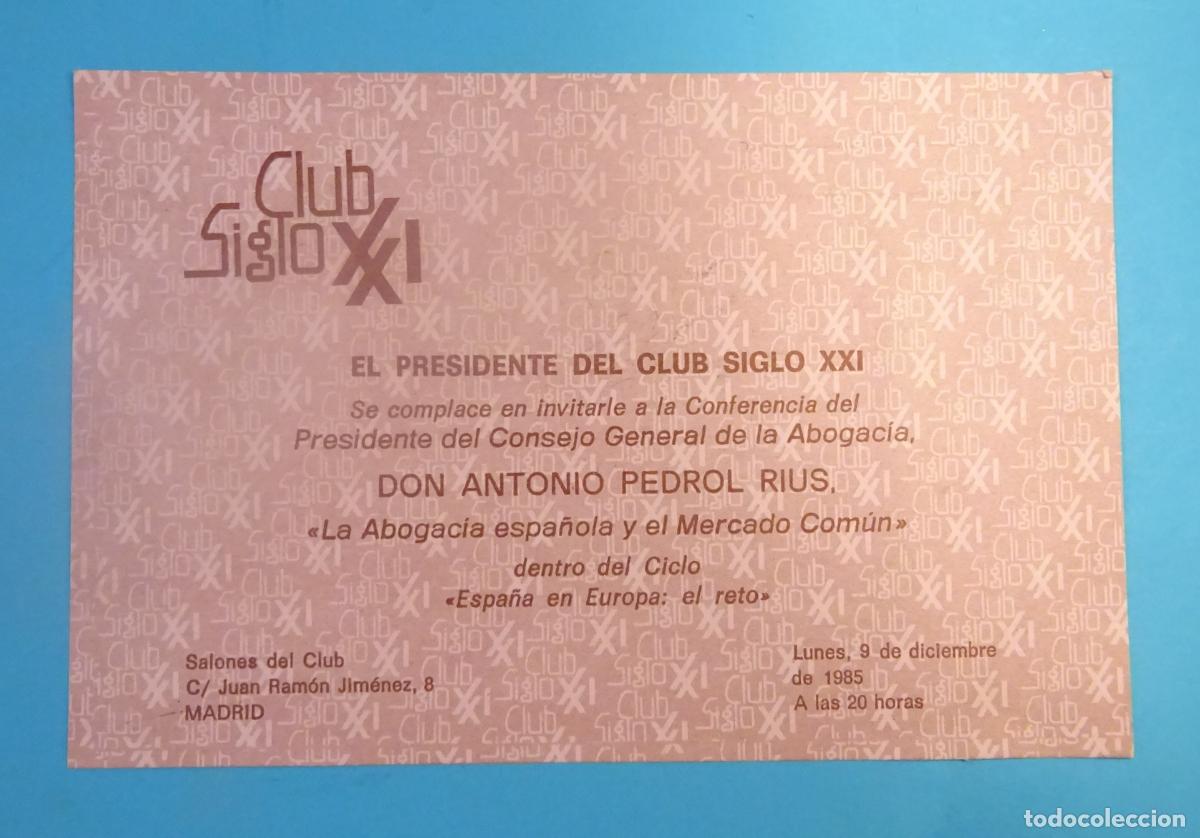 Club
Siglo XXI
EL PRESIDENTE DEL CLUB SIGLO XXI
Se complace en invitarle a la Conferencia del
Presidente del Consejo General de la Abogacía,
DON ANTONIO PEDROL RIUS,
«La Abogacía española y el Mercado Común»
dentro del Ciclo
«España en Europa: el reto»
Salones del Club
C/ Juan Ramón Jiménez, 8
MADRID
Lunes, 9 de diciembre
de 1985
A las 20 horas
todocoleccion